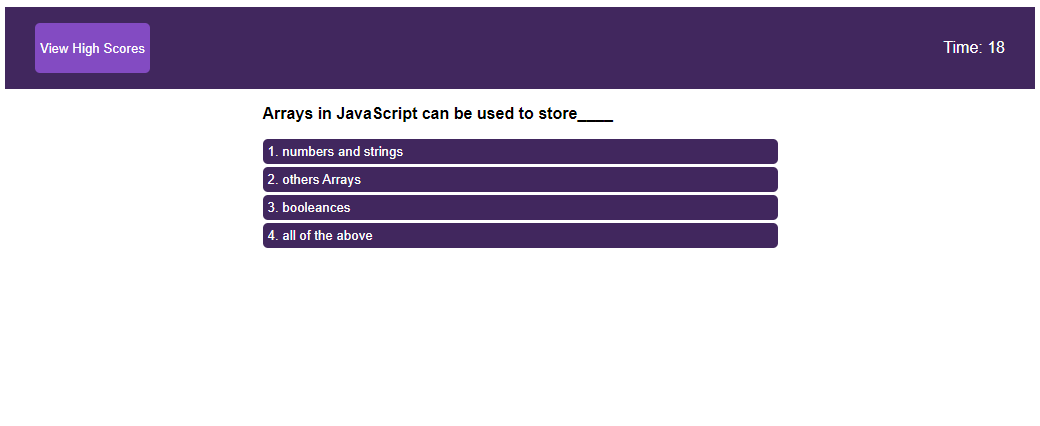 View High Scores
Time: 18
Arrays in JavaScript can be used to store____
1. numbers and strings
2. others Arrays
3. booleances
4. all of the above